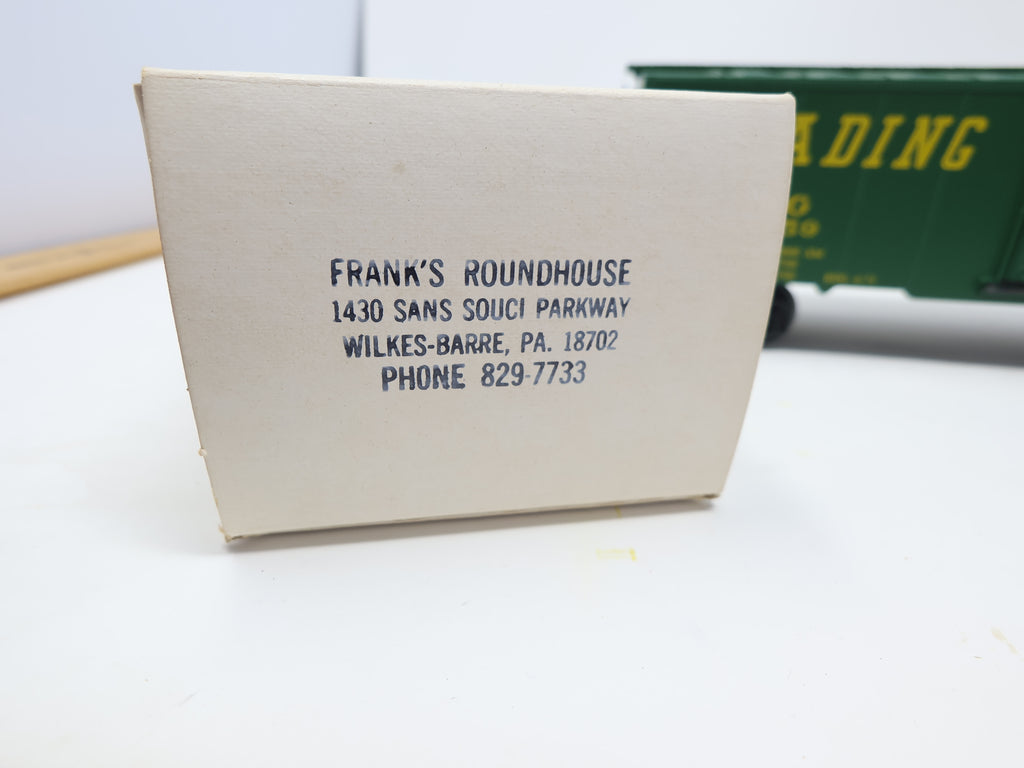 FRANK'S ROUNDHOUSE
1430 SANS SOUCI PARKWAY
WILKES-BARRE, PA. 18702
PHONE 829-7733
ADING